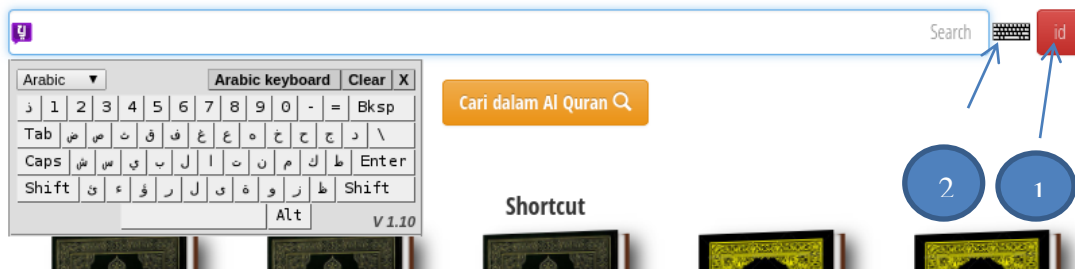 Search
id
Arabic ▼ Arabic keyboard Clear X
ذ 1 2 3 4 5 6 7 8 9 0 - = Bksp
Tab ض ص ث ق ف غ ع ه خ ح ج د \
Caps ش س ي ب ل ا ت ن م ك ط Enter
Shift ئ ء ؤ ر ل ى ة و ز ظ Shift
Alt
V 1.10
Cari dalam Al Quran
2
1
Shortcut